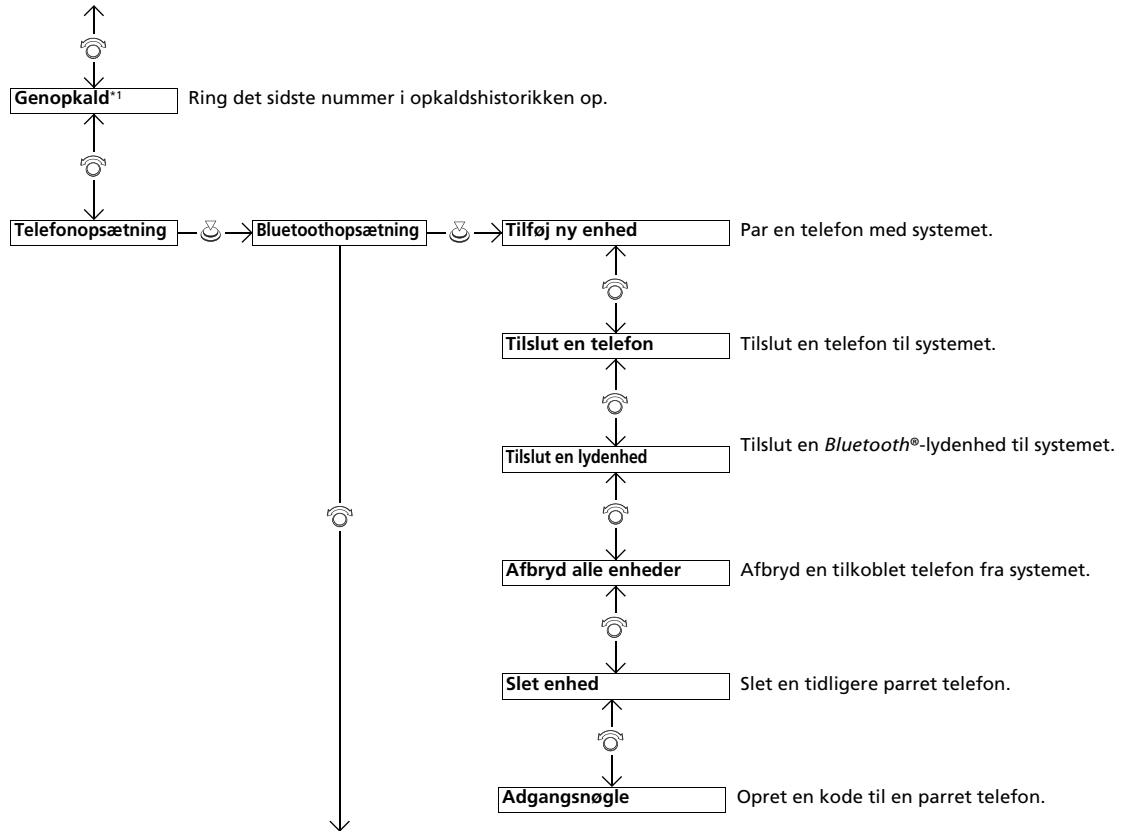 Genopkald*1 Ring det sidste nummer i opkaldshistorikken op.
Telefonopsætning Bluetoothopsætning Tilføj ny enhed Par en telefon med systemet.
Tilslut en telefon Tilslut en telefon til systemet.
Tilslut en lydenhed Tilslut en Bluetooth®-lydenhed til systemet.
Afbryd alle enheder Afbryd en tilkoblet telefon fra systemet.
Slet enhed Slet en tidligere parret telefon.
Adgangsnøgle Opret en kode til en parret telefon.